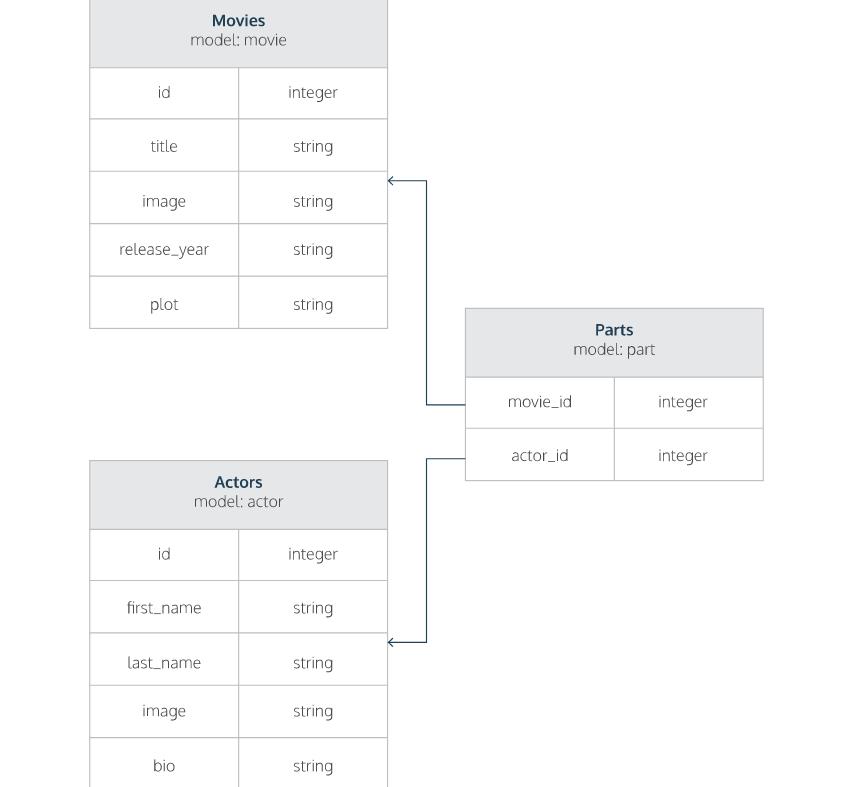 Movies
model: movie
id integer
title string
image string
release_year string
plot string
Parts
model: part
movie_id integer
actor_id integer
Actors
model: actor
id integer
first_name string
last_name string
image string
bio string